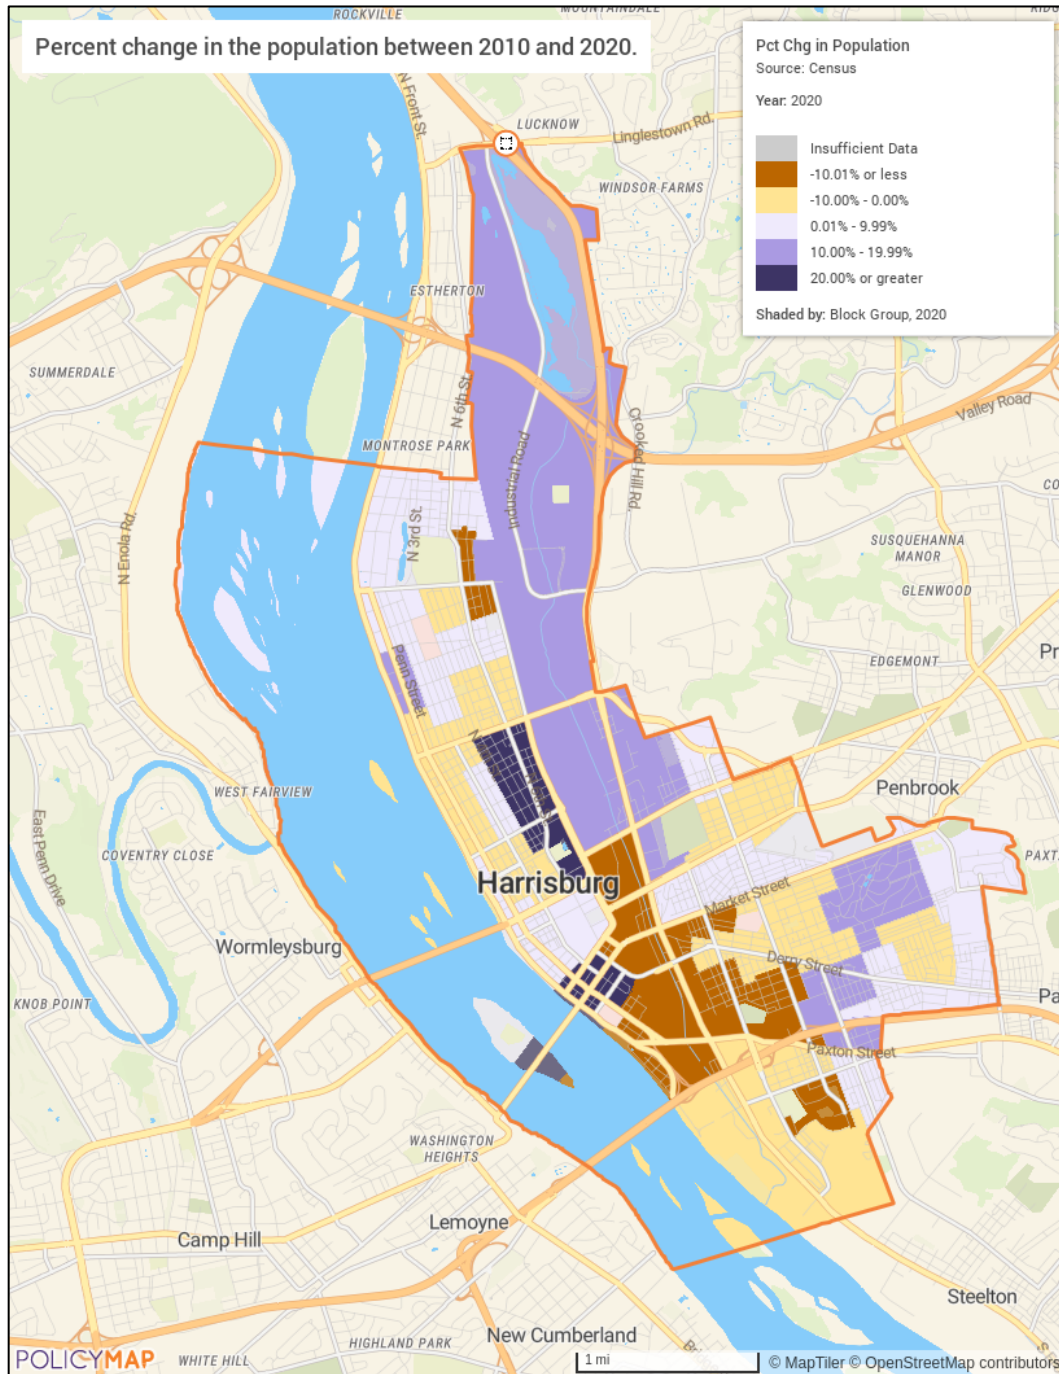 ROCKVILLE
MOUNTAINDALE
Percent change in the population between 2010 and 2020.
Pct Chg in Population
Source: Census
Year: 2020
Insufficient Data
-10.01% or less
-10.00% - 0.00%
0.01% - 9.99%
10.00% - 19.99%
20.00% or greater
Shaded by: Block Group, 2020
N Front St.
LUCKNOW
Linglestown Rd.
WINDSOR FARMS
ESTHERTON
SUMMERDALE
N 6th St.
Valley Road
Crooked Hill Rd.
MONTROSE PARK
Industrial Road
N Enola Rd.
N 3rd St.
SUSQUEHANNA
MANOR
GLENWOOD
EDGEMONT
Pr
Penn Street
WEST FAIRVIEW
Penbrook
East Penn Drive
COVENTRY CLOSE
PAXT
Harrisburg
Market Street
Wormleysburg
Derry Street
KNOB POINT
Pa
Paxton Street
WASHINGTON
HEIGHTS
Lemoyne
Camp Hill
Steelton
New Cumberland
HIGHLAND PARK
POLICYMAP
WHITE HILL
1 mi
© MapTiler © OpenStreetMap contributors